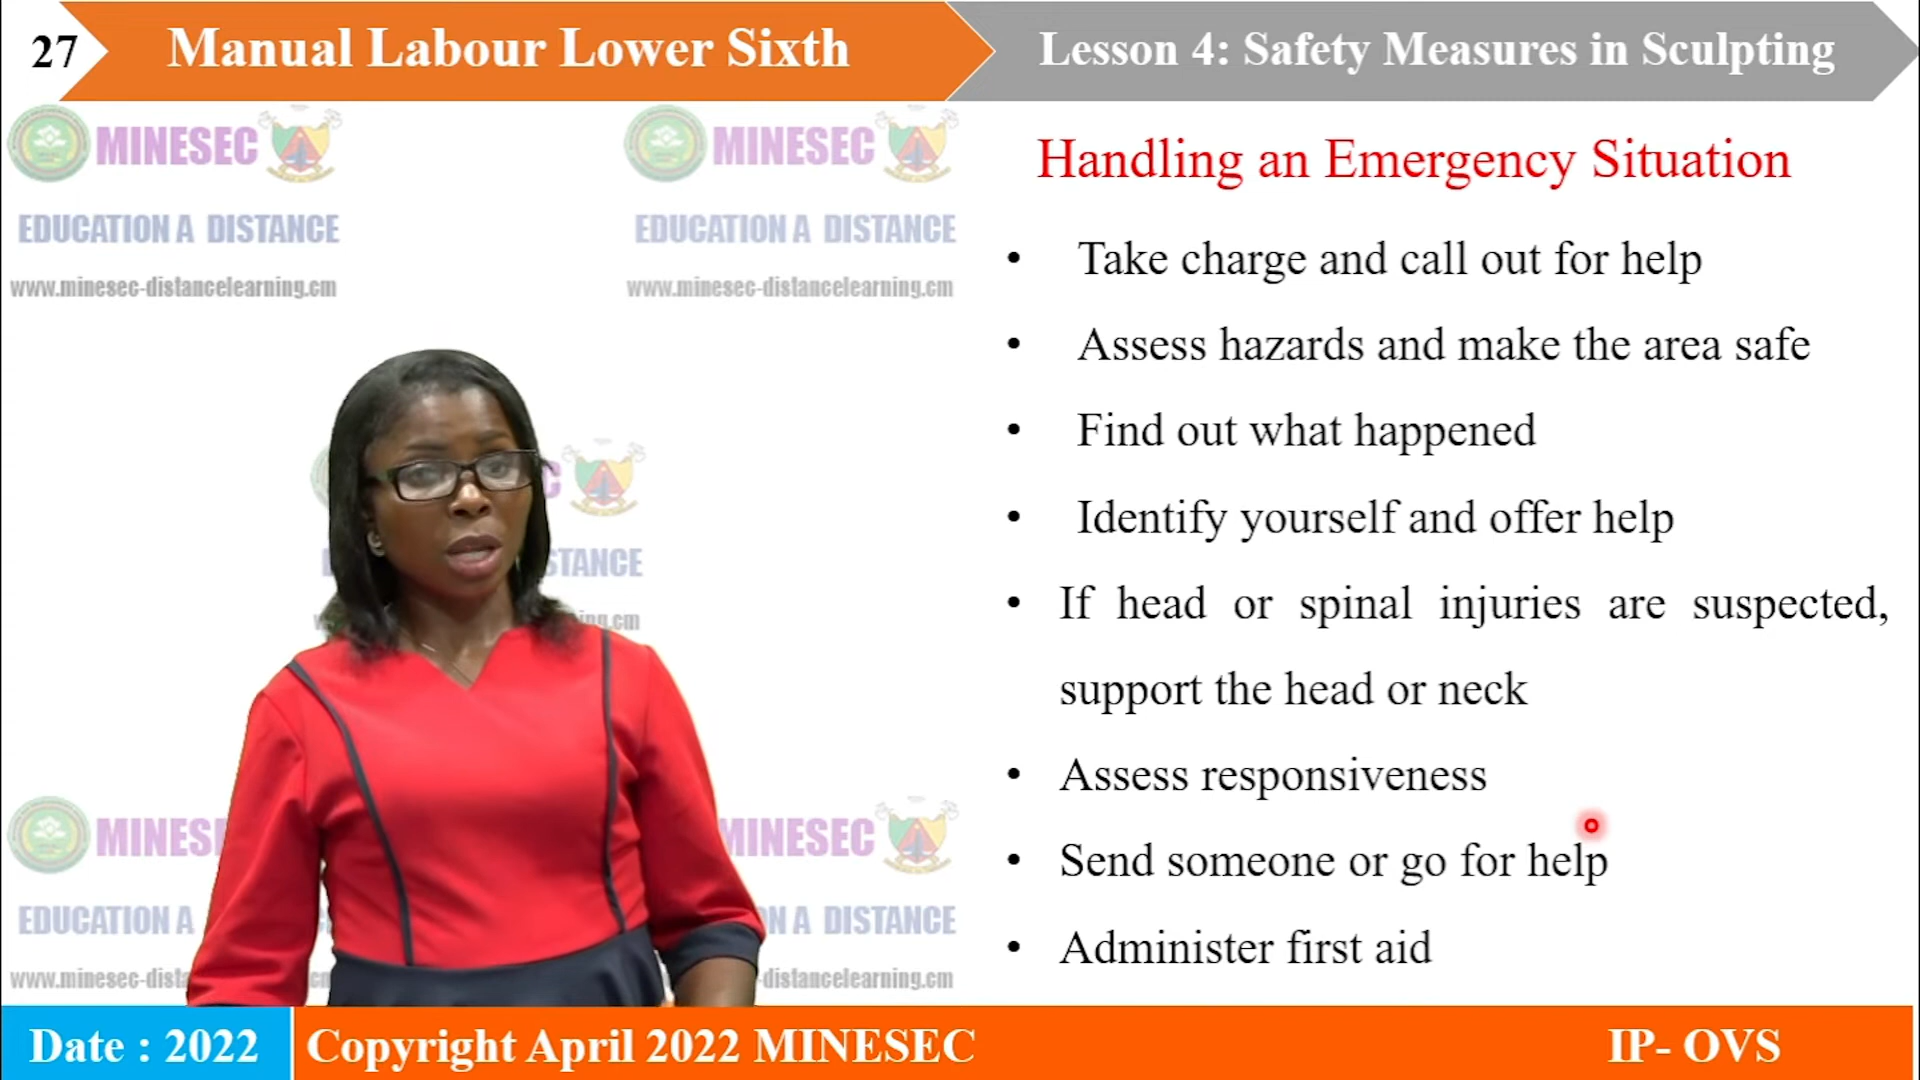 27
Manual Labour Lower Sixth
Lesson 4: Safety Measures in Sculpting
MINESEC
MINESEC
EDUCATION A DISTANCE
EDUCATION A DISTANCE
www.minesec-distancelearning.cm
www.minesec-distancelearning.cm
Handling an Emergency Situation
• Take charge and call out for help
• Assess hazards and make the area safe
• Find out what happened
• Identify yourself and offer help
• If head or spinal injuries are suspected,
support the head or neck
• Assess responsiveness
• Send someone or go for help
• Administer first aid
MINESEC
EDUCATION A DISTANCE
Date : 2022
Copyright April 2022 MINESEC
IP- OVS